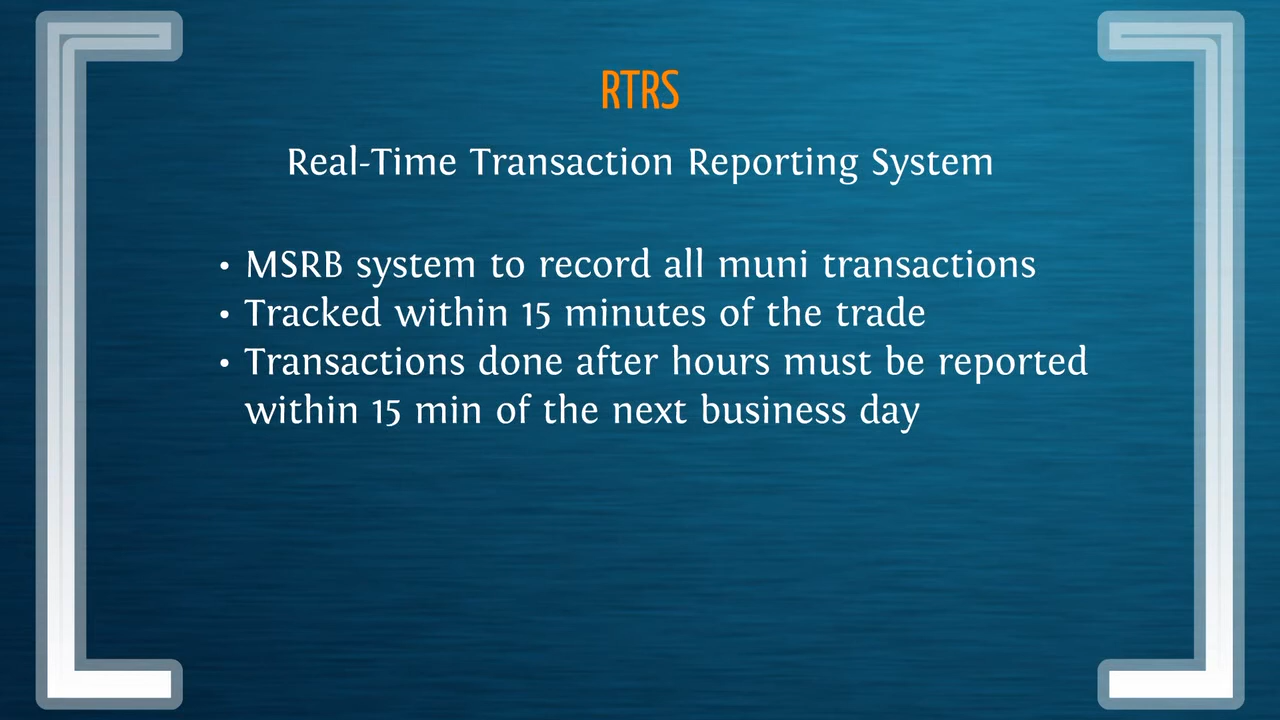 RTRS
Real-Time Transaction Reporting System
• MSRB system to record all muni transactions
• Tracked within 15 minutes of the trade
• Transactions done after hours must be reported
within 15 min of the next business day